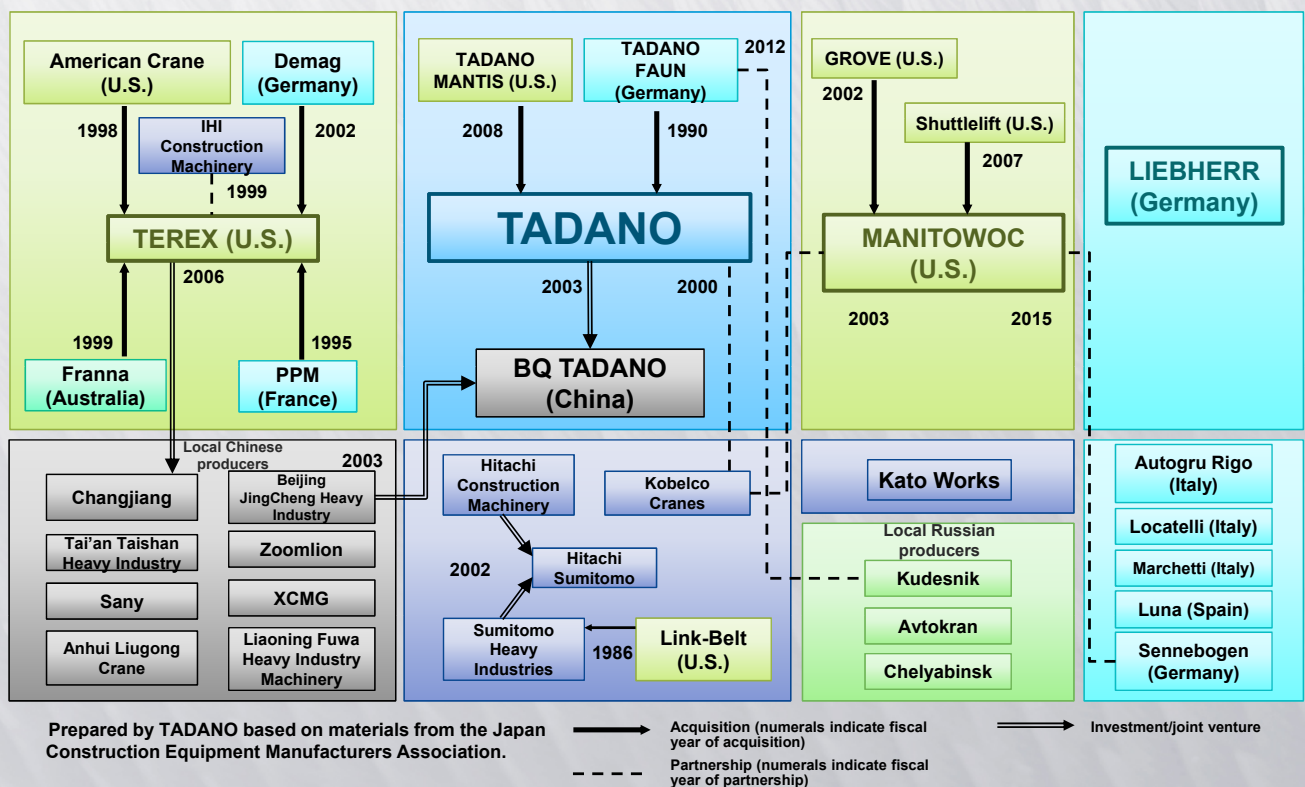 American Crane
(U.S.)
Demag
(Germany)
1998
IHI
Construction
Machinery
2002
1999
TEREX (U.S.)
2006
1999
1995
Franna
(Australia)
PPM
(France)
TADANO
MANTIS (U.S.)
TADANO
FAUN
(Germany)
2012
2008
1990
TADANO
2003
2000
BQ TADANO
(China)
GROVE (U.S.)
2002
Shuttlelift (U.S.)
2007
MANITOWOC
(U.S.)
2003
2015
LIEBHERR
(Germany)
Local Chinese
producers
2003
Changjiang
Beijing
JingCheng Heavy
Industry
Tai’an Taishan
Heavy Industry
Zoomlion
Sany
XCMG
Anhui Liugong
Crane
Liaoning Fuwa
Heavy Industry
Machinery
Hitachi
Construction
Machinery
Kobelco
Cranes
2002
Hitachi
Sumitomo
Sumitomo
Heavy
Industries
1986
Link-Belt
(U.S.)
Kato Works
Local Russian
producers
Kudesnik
Avtokran
Chelyabinsk
Autogru Rigo
(Italy)
Locatelli (Italy)
Marchetti (Italy)
Luna (Spain)
Sennebogen
(Germany)
Prepared by TADANO based on materials from the Japan
Construction Equipment Manufacturers Association.
Acquisition (numerals indicate fiscal
year of acquisition)
Partnership (numerals indicate fiscal
year of partnership)
Investment/joint venture